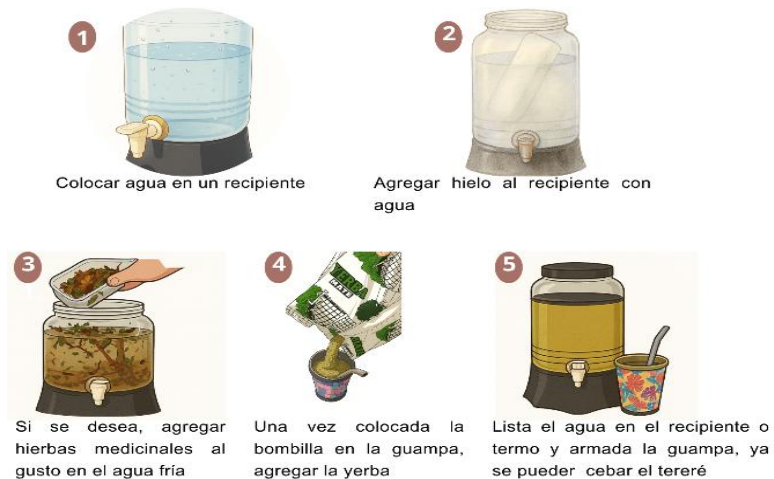 1
Colocar agua en un recipiente
2
Agregar hielo al recipiente con
agua
3
Si se desea, agregar
hierbas medicinales al
gusto en el agua fría
4
YERBA
MATE
Una vez colocada la
bombilla en la guampa,
agregar la yerba
5
Lista el agua en el recipiente o
termo y armada la guampa, ya
se pueder cebar el tereré